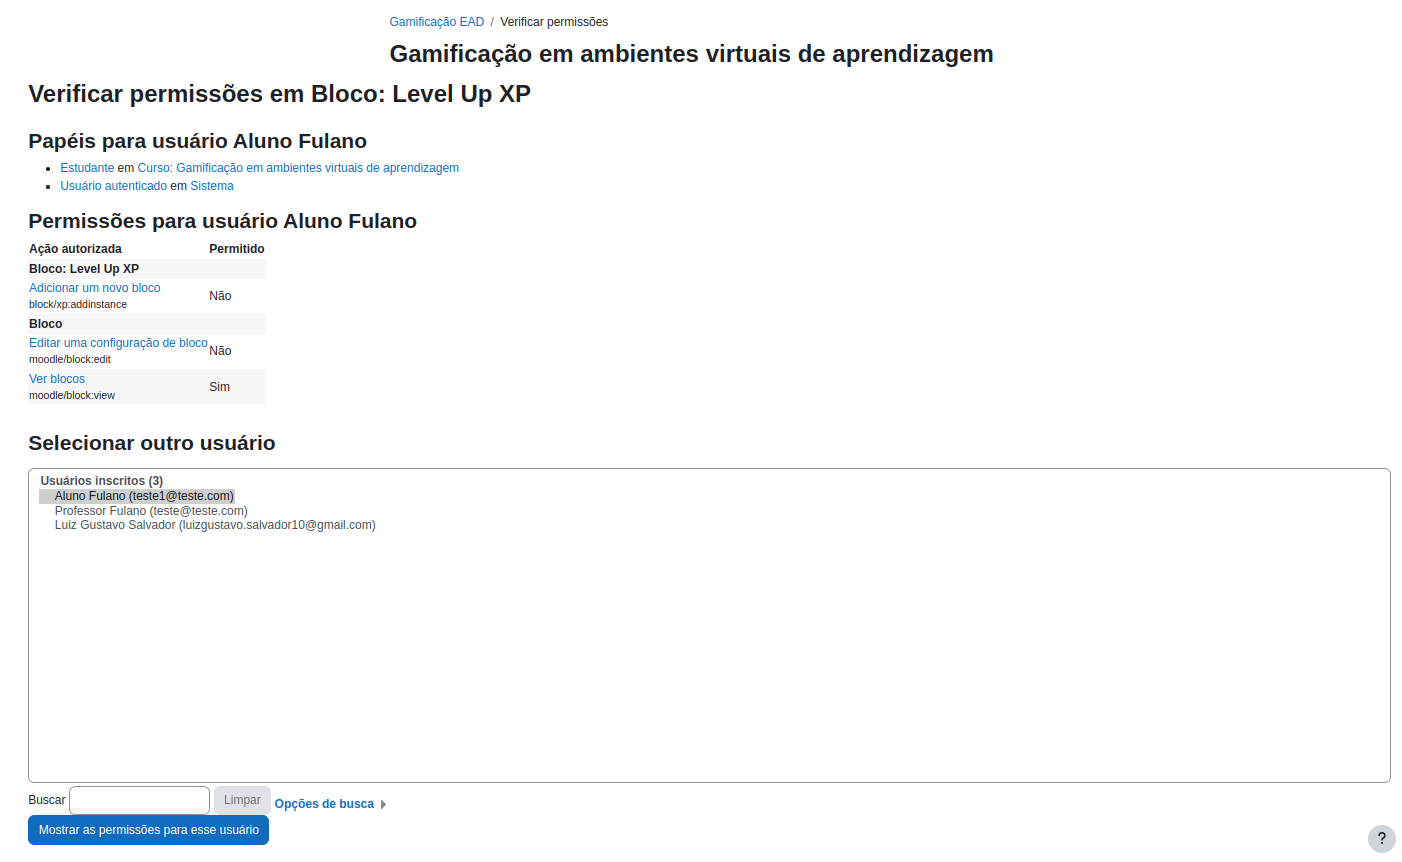 Gamificação EAD / Verificar permissões
Gamificação em ambientes virtuais de aprendizagem
Verificar permissões em Bloco: Level Up XP
Papéis para usuário Aluno Fulano
Estudante em Curso: Gamificação em ambientes virtuais de aprendizagem
Usuário autenticado em Sistema
Permissões para usuário Aluno Fulano
Ação autorizada Permitido
Bloco: Level Up XP
Adicionar um novo bloco
block/xp:addinstance
Não
Bloco
Editar uma configuração de bloco
moodle/block:edit
Não
Ver blocos
moodle/block:view
Sim
Selecionar outro usuário
Usuários inscritos (3)
Aluno Fulano (teste1@teste.com)
Professor Fulano (teste@teste.com)
Luiz Gustavo Salvador (luizgustavo.salvador10@gmail.com)
Buscar Limpar Opções de busca
Mostrar as permissões para esse usuário
?